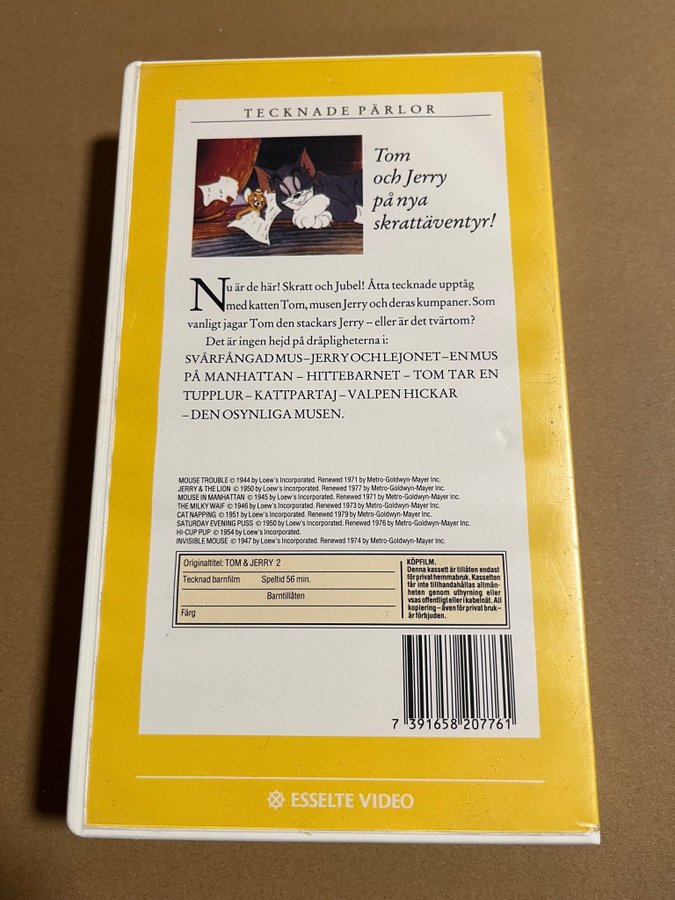 TECKNADE PÄRLOR
Tom
och Jerry
på nya
skrattäventyr!
Nu är de här! Skratt och Jubel! Åtta tecknade upptåg
med katten Tom, musen Jerry och deras kumpaner. Som
vanligt jagar Tom den stackars Jerry – eller är det tvärtom?
Det är ingen hejd på dråpligheterna i:
SVÅRFÅNGAD MUS – JERRY OCH LEJONET – EN MUS
PÅ MANHATTAN – HITTEBARNET – TOM TAR EN
TUPPLUR – KATTPARTAJ – VALPEN HICKAR
– DEN OSYNLIGA MUSEN.
MOUSE TROUBLE © 1944 by Loew's Incorporated. Renewed 1971 by Metro-Goldwyn-Mayer Inc.
JERRY & THE LION © 1950 by Loew's Incorporated. Renewed 1977 by Metro-Goldwyn-Mayer Inc.
MOUSE IN MANHATTAN © 1945 by Loew's Incorporated. Renewed 1971 by Metro-Goldwyn-Mayer Inc.
THE MILKY WAIF © 1946 by Loew's Incorporated. Renewed 1973 by Metro-Goldwyn-Mayer Inc.
CAT NAPPING © 1951 by Loew's Incorporated. Renewed 1979 by Metro-Goldwyn-Mayer Inc.
SATURDAY EVENING PUSS © 1950 by Loew's Incorporated. Renewed 1976 by Metro-Goldwyn-Mayer Inc.
HI-CUP PUP © 1954 by Loew's Incorporated.
INVISIBLE MOUSE © 1947 by Loew's Incorporated. Renewed 1974 by Metro-Goldwyn-Mayer Inc.
Originaltitel: TOM & JERRY 2
Tecknad barnfilm Speltid 56 min.
Barntillåten
Färg
KÖPFILM.
Denna kassett är tillåten endast
för privat hemmabruk. Kassetten
får inte tillhandahållas allmän-
heten genom uthyrning eller
vsas offentligt eller i kabelnät. All
kopiering – även för privat bruk –
är förbjuden.
7 391658 207761
ESSELTE VIDEO